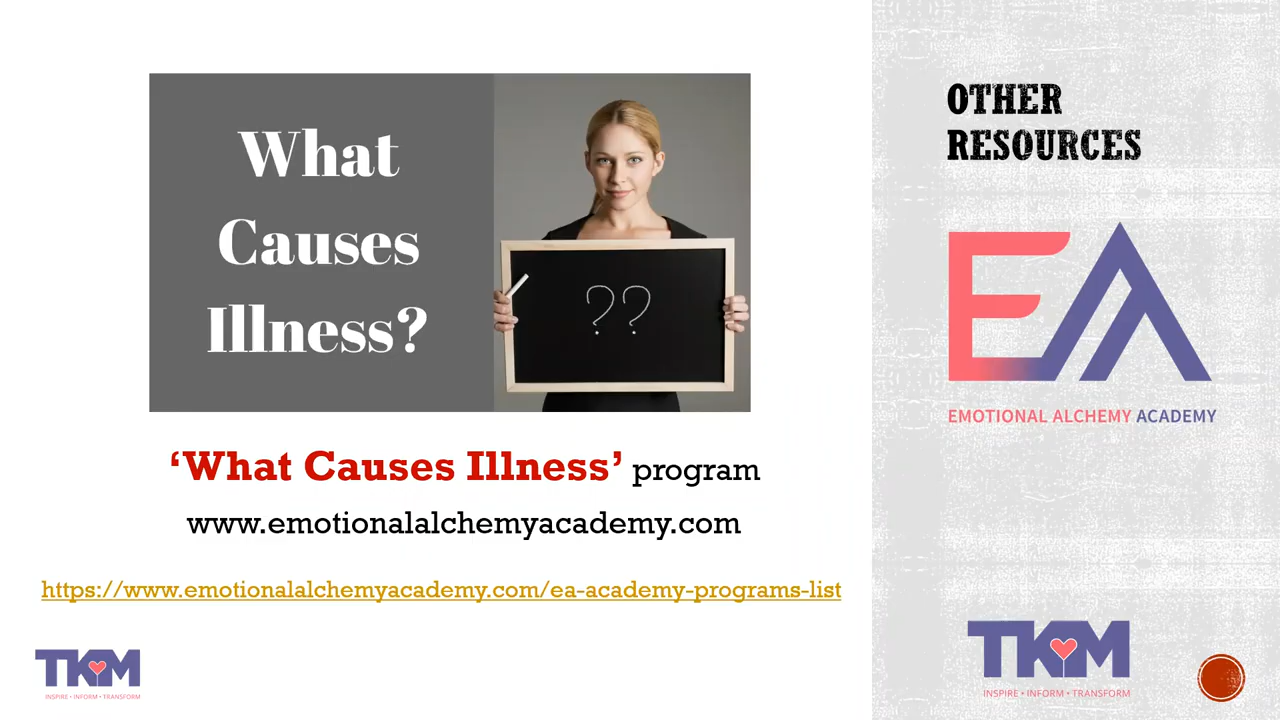 What
Causes
Illness?
??
‘What Causes Illness’ program
www.emotionalalchemyacademy.com
https://www.emotionalalchemyacademy.com/ea-academy-programs-list
TKM
INSPIRE • INFORM • TRANSFORM
OTHER
RESOURCES
EA
EMOTIONAL ALCHEMY ACADEMY
TKM
INSPIRE • INFORM • TRANSFORM